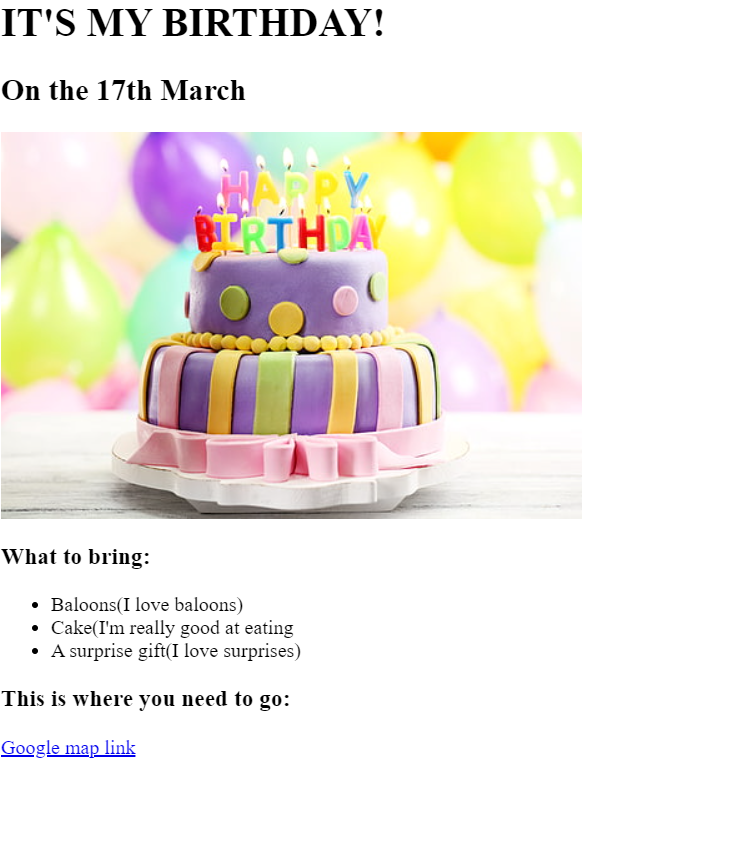 IT'S MY BIRTHDAY!
On the 17th March
HAPPY
BIRTHDAY
What to bring:
Baloons(I love baloons)
Cake(I'm really good at eating
A surprise gift(I love surprises)
This is where you need to go:
Google map link